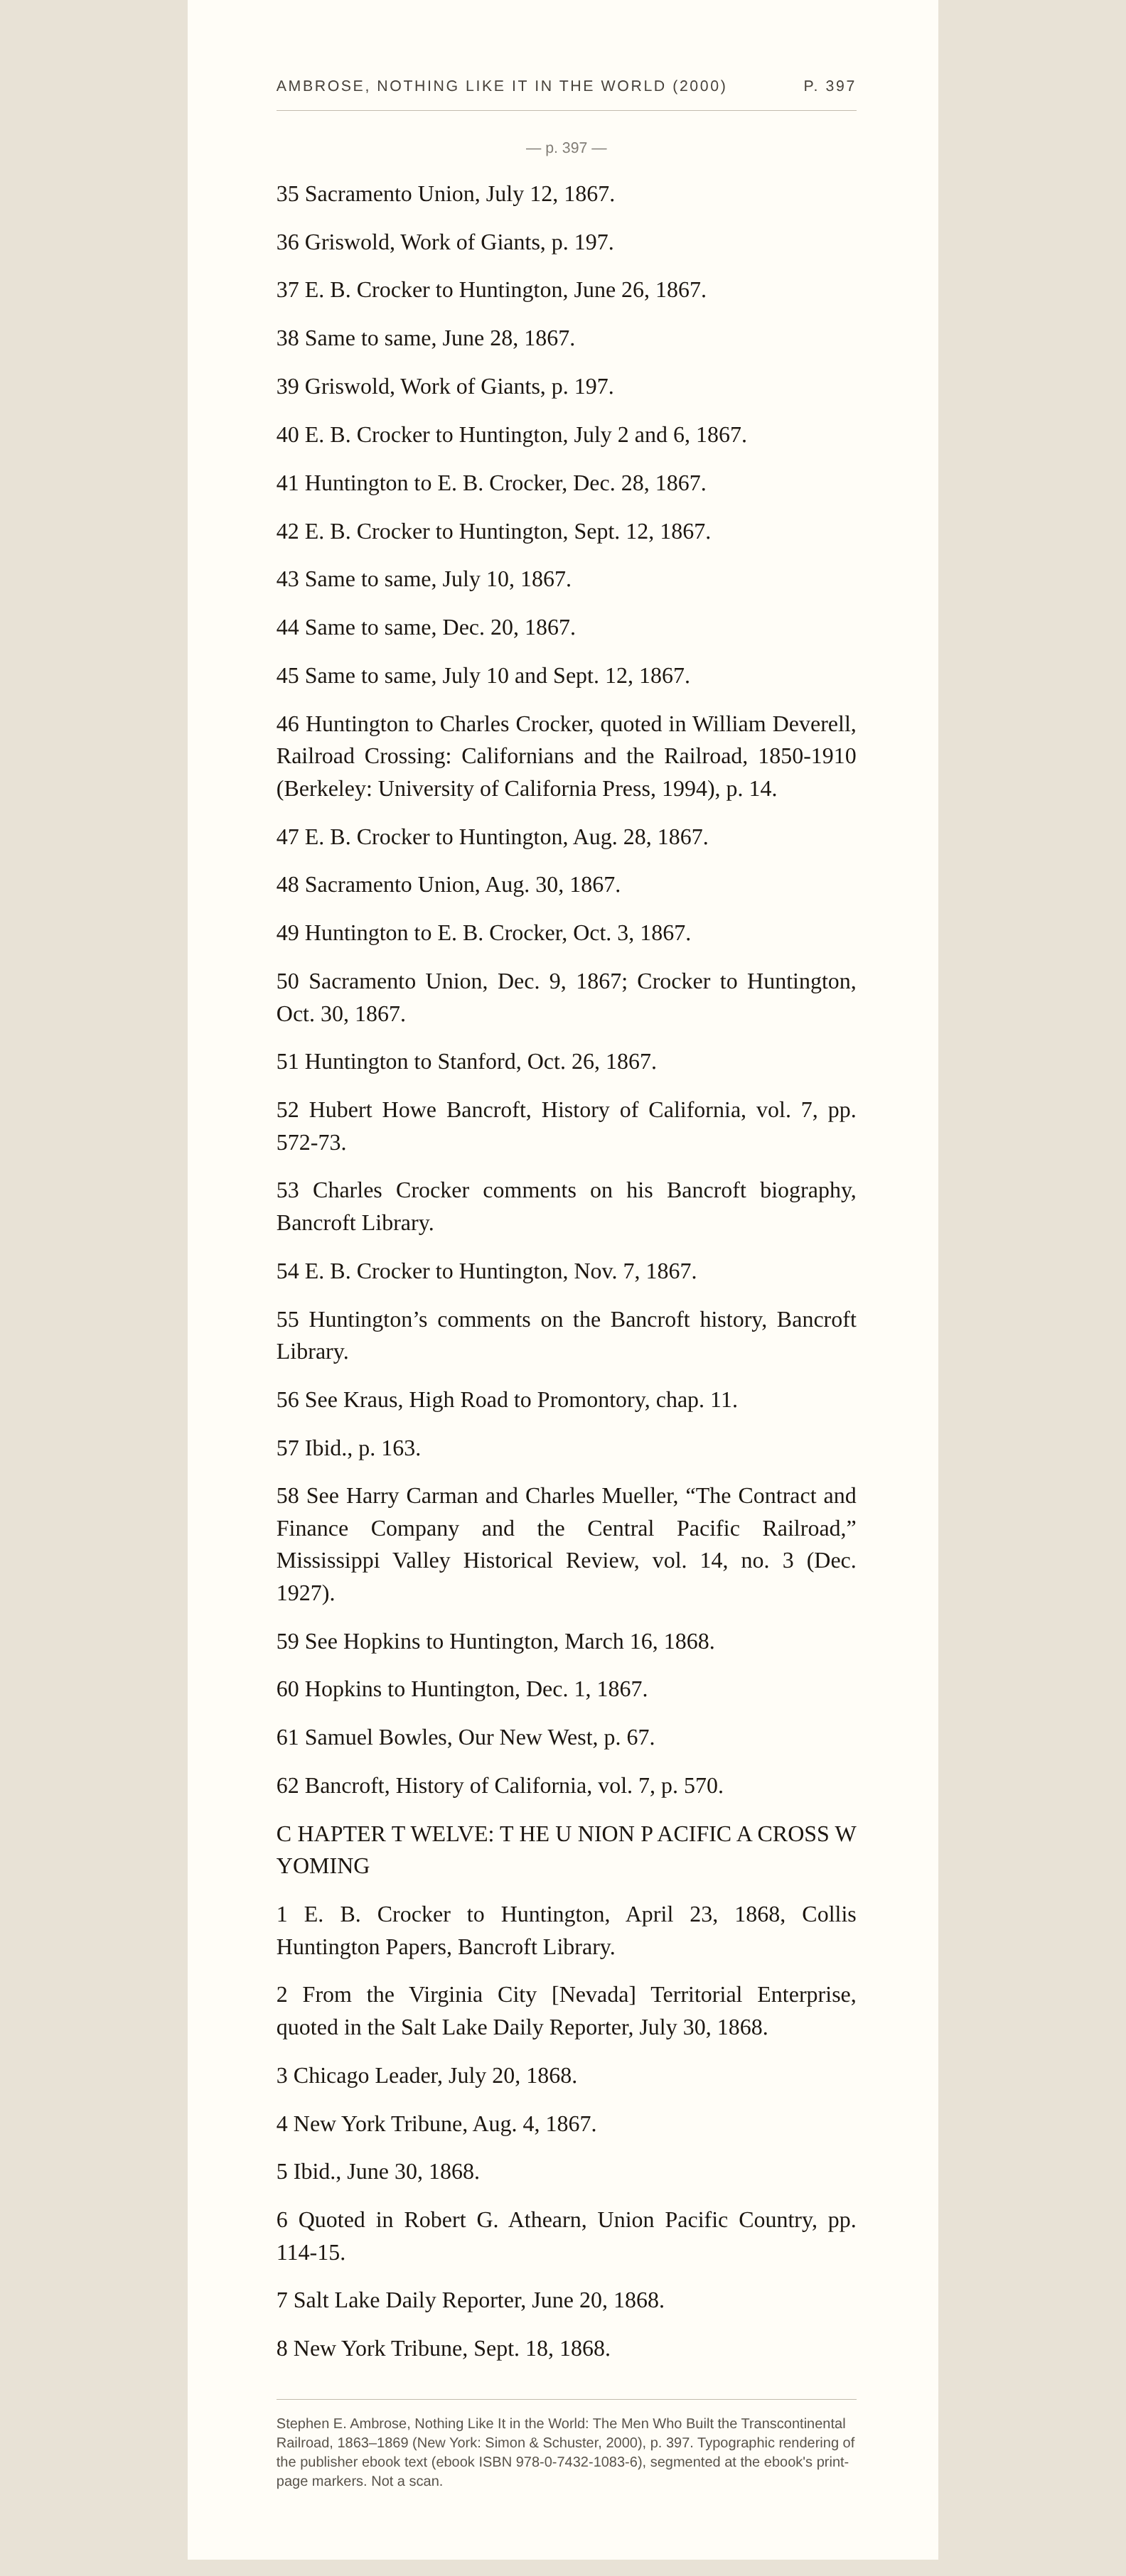 AMBROSE, NOTHING LIKE IT IN THE WORLD (2000) P. 397
— p. 397 —
35 Sacramento Union, July 12, 1867.
36 Griswold, Work of Giants, p. 197.
37 E. B. Crocker to Huntington, June 26, 1867.
38 Same to same, June 28, 1867.
39 Griswold, Work of Giants, p. 197.
40 E. B. Crocker to Huntington, July 2 and 6, 1867.
41 Huntington to E. B. Crocker, Dec. 28, 1867.
42 E. B. Crocker to Huntington, Sept. 12, 1867.
43 Same to same, July 10, 1867.
44 Same to same, Dec. 20, 1867.
45 Same to same, July 10 and Sept. 12, 1867.
46 Huntington to Charles Crocker, quoted in William Deverell,
Railroad Crossing: Californians and the Railroad, 1850-1910
(Berkeley: University of California Press, 1994), p. 14.
47 E. B. Crocker to Huntington, Aug. 28, 1867.
48 Sacramento Union, Aug. 30, 1867.
49 Huntington to E. B. Crocker, Oct. 3, 1867.
50 Sacramento Union, Dec. 9, 1867; Crocker to Huntington,
Oct. 30, 1867.
51 Huntington to Stanford, Oct. 26, 1867.
52 Hubert Howe Bancroft, History of California, vol. 7, pp.
572-73.
53 Charles Crocker comments on his Bancroft biography,
Bancroft Library.
54 E. B. Crocker to Huntington, Nov. 7, 1867.
55 Huntington’s comments on the Bancroft history, Bancroft
Library.
56 See Kraus, High Road to Promontory, chap. 11.
57 Ibid., p. 163.
58 See Harry Carman and Charles Mueller, “The Contract and
Finance Company and the Central Pacific Railroad,”
Mississippi Valley Historical Review, vol. 14, no. 3 (Dec.
1927).
59 See Hopkins to Huntington, March 16, 1868.
60 Hopkins to Huntington, Dec. 1, 1867.
61 Samuel Bowles, Our New West, p. 67.
62 Bancroft, History of California, vol. 7, p. 570.
C HAPTER T WELVE: T HE U NION P ACIFIC A CROSS W
YOMING
1 E. B. Crocker to Huntington, April 23, 1868, Collis
Huntington Papers, Bancroft Library.
2 From the Virginia City [Nevada] Territorial Enterprise,
quoted in the Salt Lake Daily Reporter, July 30, 1868.
3 Chicago Leader, July 20, 1868.
4 New York Tribune, Aug. 4, 1867.
5 Ibid., June 30, 1868.
6 Quoted in Robert G. Athearn, Union Pacific Country, pp.
114-15.
7 Salt Lake Daily Reporter, June 20, 1868.
8 New York Tribune, Sept. 18, 1868.
Stephen E. Ambrose, Nothing Like It in the World: The Men Who Built the Transcontinental
Railroad, 1863–1869 (New York: Simon & Schuster, 2000), p. 397. Typographic rendering of
the publisher ebook text (ebook ISBN 978-0-7432-1083-6), segmented at the ebook's print-
page markers. Not a scan.